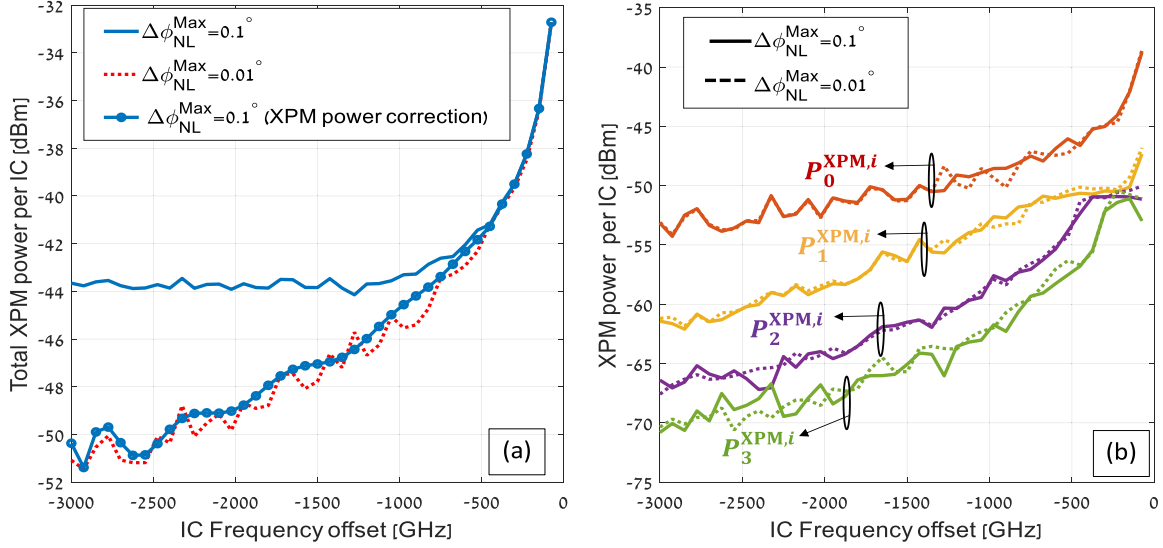 -32
-34
-36
-38
-40
-42
-44
-46
-48
-50
-52
Total XPM power per IC [dBm]
Δϕ_NL^Max=0.1°
Δϕ_NL^Max=0.01°
Δϕ_NL^Max=0.1° (XPM power correction)
(a)
-3000 -2500 -2000 -1500 -1000 -500 0
IC Frequency offset [GHz]
-35
-40
-45
-50
-55
-60
-65
-70
-75
XPM power per IC [dBm]
Δϕ_NL^Max=0.1°
Δϕ_NL^Max=0.01°
P_0^XPM,i
P_1^XPM,i
P_2^XPM,i
P_3^XPM,i
(b)
-3000 -2500 -2000 -1500 -1000 -500 0
IC Frequency offset [GHz]